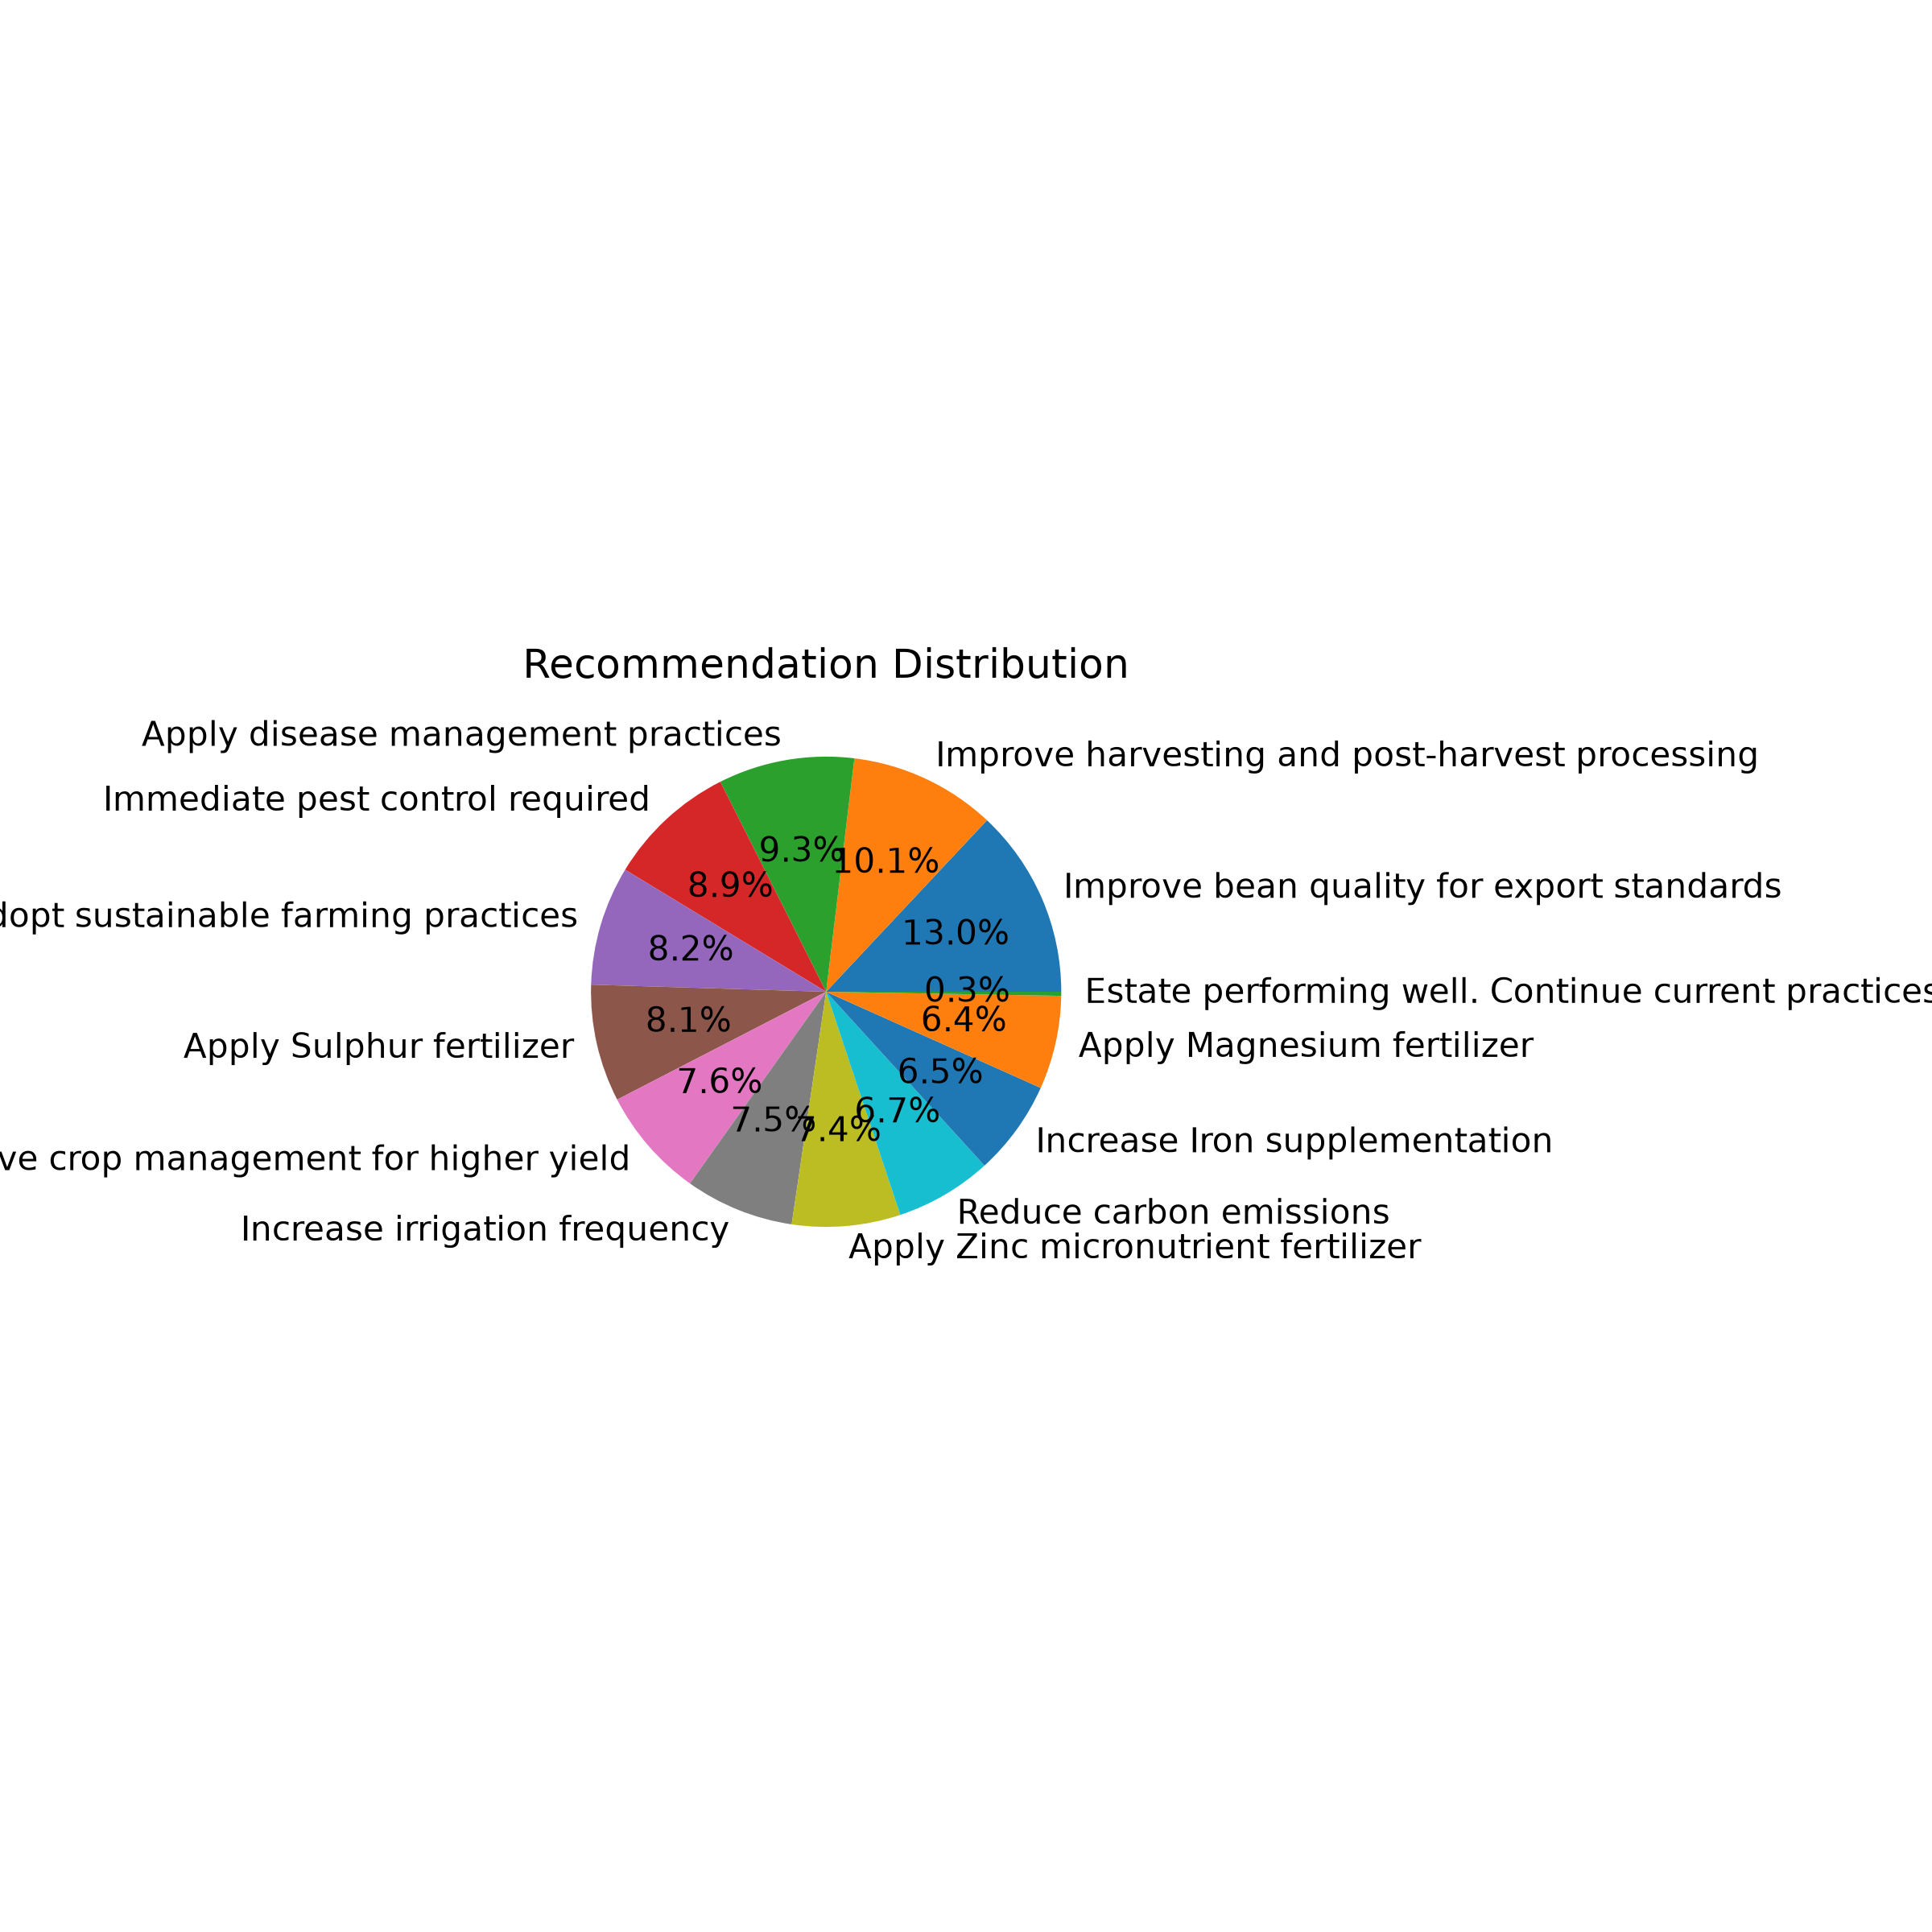 Recommendation Distribution
Apply disease management practices
Improve harvesting and post-harvest processing
Immediate pest control required
9.3%
10.1%
8.9%
Improve bean quality for export standards
sustainable farming practices
13.0%
8.2%
0.3%
Estate performing well. Continue current practices
8.1%
6.4%
Apply Sulphur fertilizer
Apply Magnesium fertilizer
7.6%
6.5%
7.5%
7.4%
6.7%
Increase Iron supplementation
crop management for higher yield
Reduce carbon emissions
Increase irrigation frequency
Apply Zinc micronutrient fertilizer